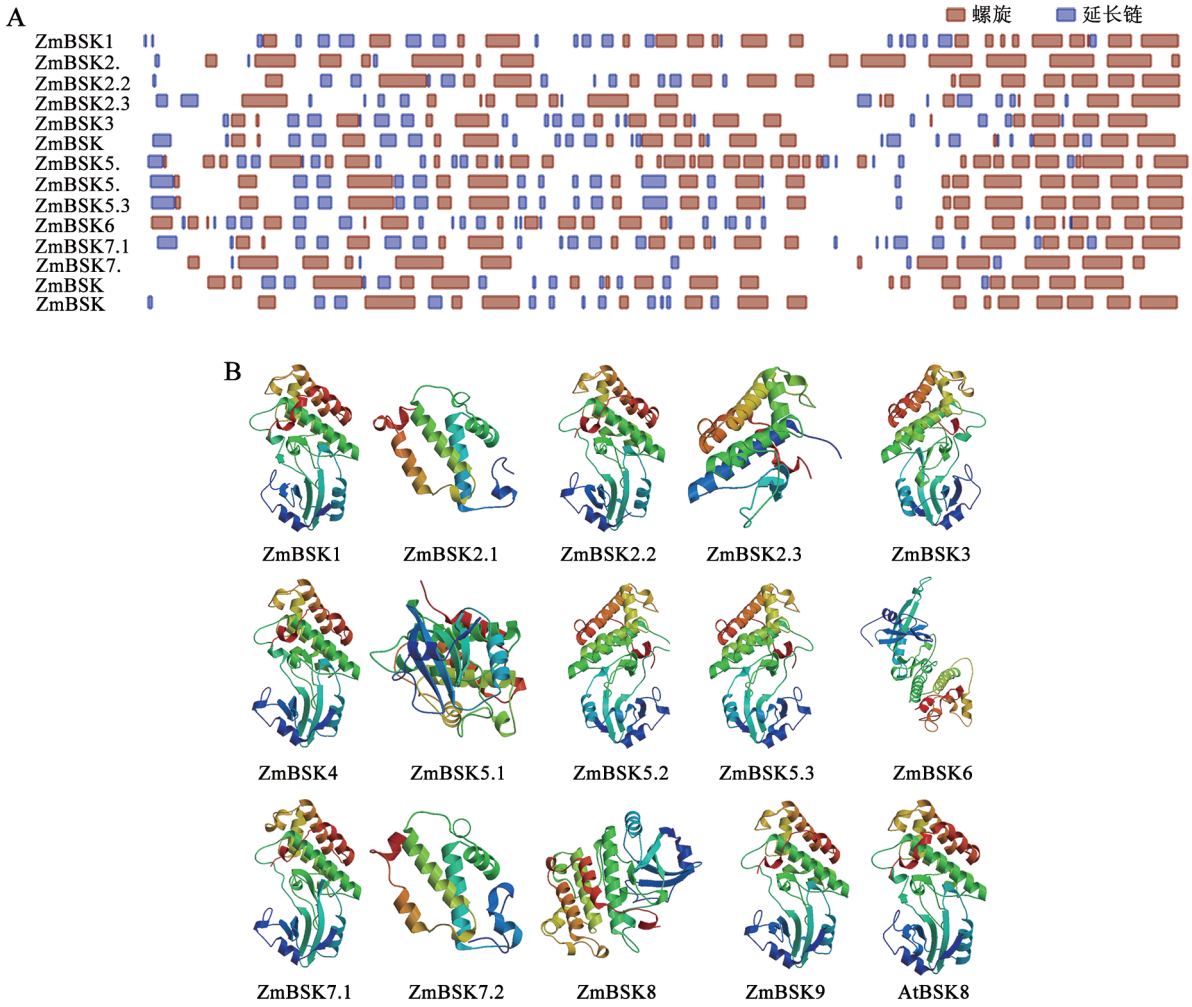 A
螺旋 延长链
ZmBSK1
ZmBSK2.
ZmBSK2.2
ZmBSK2.3
ZmBSK3
ZmBSK
ZmBSK5.
ZmBSK5.
ZmBSK5.3
ZmBSK6
ZmBSK7.1
ZmBSK7.
ZmBSK
ZmBSK
B
ZmBSK1 ZmBSK2.1 ZmBSK2.2 ZmBSK2.3 ZmBSK3
ZmBSK4 ZmBSK5.1 ZmBSK5.2 ZmBSK5.3 ZmBSK6
ZmBSK7.1 ZmBSK7.2 ZmBSK8 ZmBSK9 AtBSK8